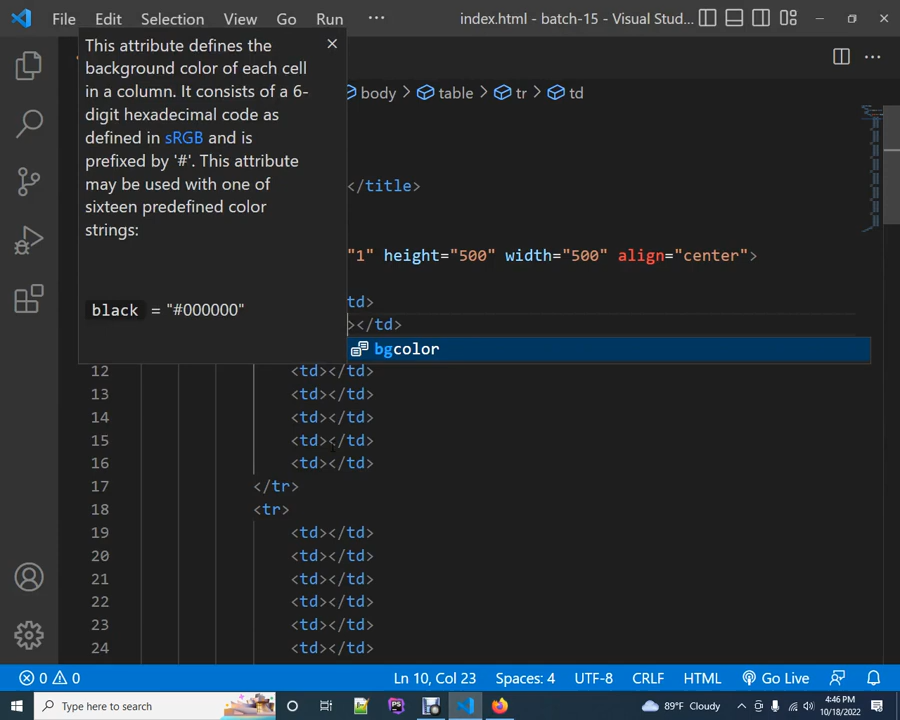 File Edit Selection View Go Run ··· index.html - batch-15 - Visual Stud...
This attribute defines the
background color of each cell
in a column. It consists of a 6-
digit hexadecimal code as
defined in sRGB and is
prefixed by '#'. This attribute
may be used with one of
sixteen predefined color
strings:
black = "#000000"
body > table > tr > td
</title>
"1" height="500" width="500" align="center">
td>
></td>
bgcolor
12 <td></td>
13 <td></td>
14 <td></td>
15 <td></td>
16 <td></td>
17 </tr>
18 <tr>
19 <td></td>
20 <td></td>
21 <td></td>
22 <td></td>
23 <td></td>
24 <td></td>
0 0 Ln 10, Col 23 Spaces: 4 UTF-8 CRLF HTML Go Live
Type here to search 89°F Cloudy 4:46 PM
10/18/2022